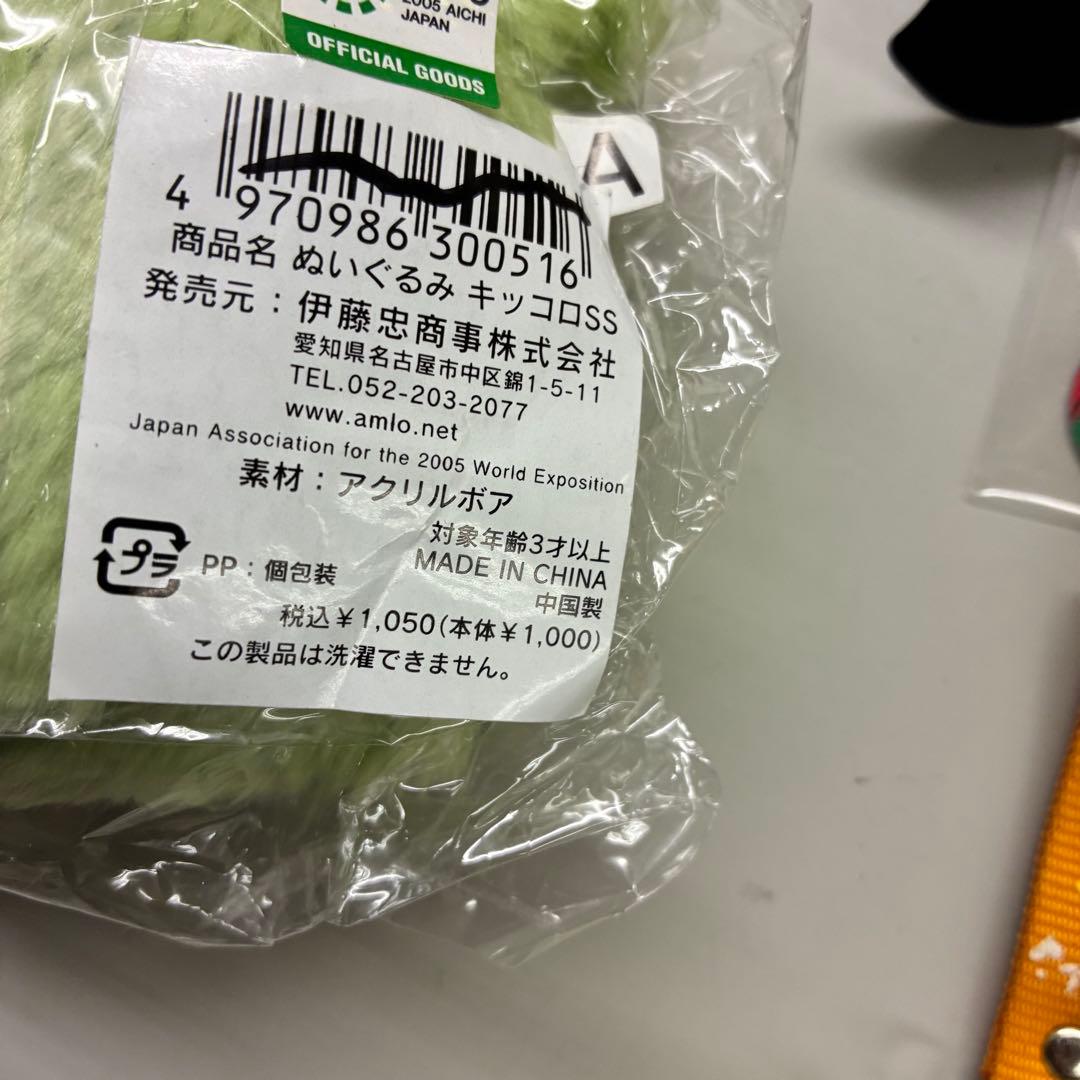 2005 AICHI
JAPAN
OFFICIAL GOODS
A
4 970986 300516
商品名 ぬいぐるみ キッコロSS
発売元：伊藤忠商事株式会社
愛知県名古屋市中区錦1-5-11
TEL.052-203-2077
www.amlo.net
Japan Association for the 2005 World Exposition
素材：アクリルボア
対象年齢3才以上
プラ PP：個包装
MADE IN CHINA
中国製
税込￥1,050(本体￥1,000)
この製品は洗濯できません。